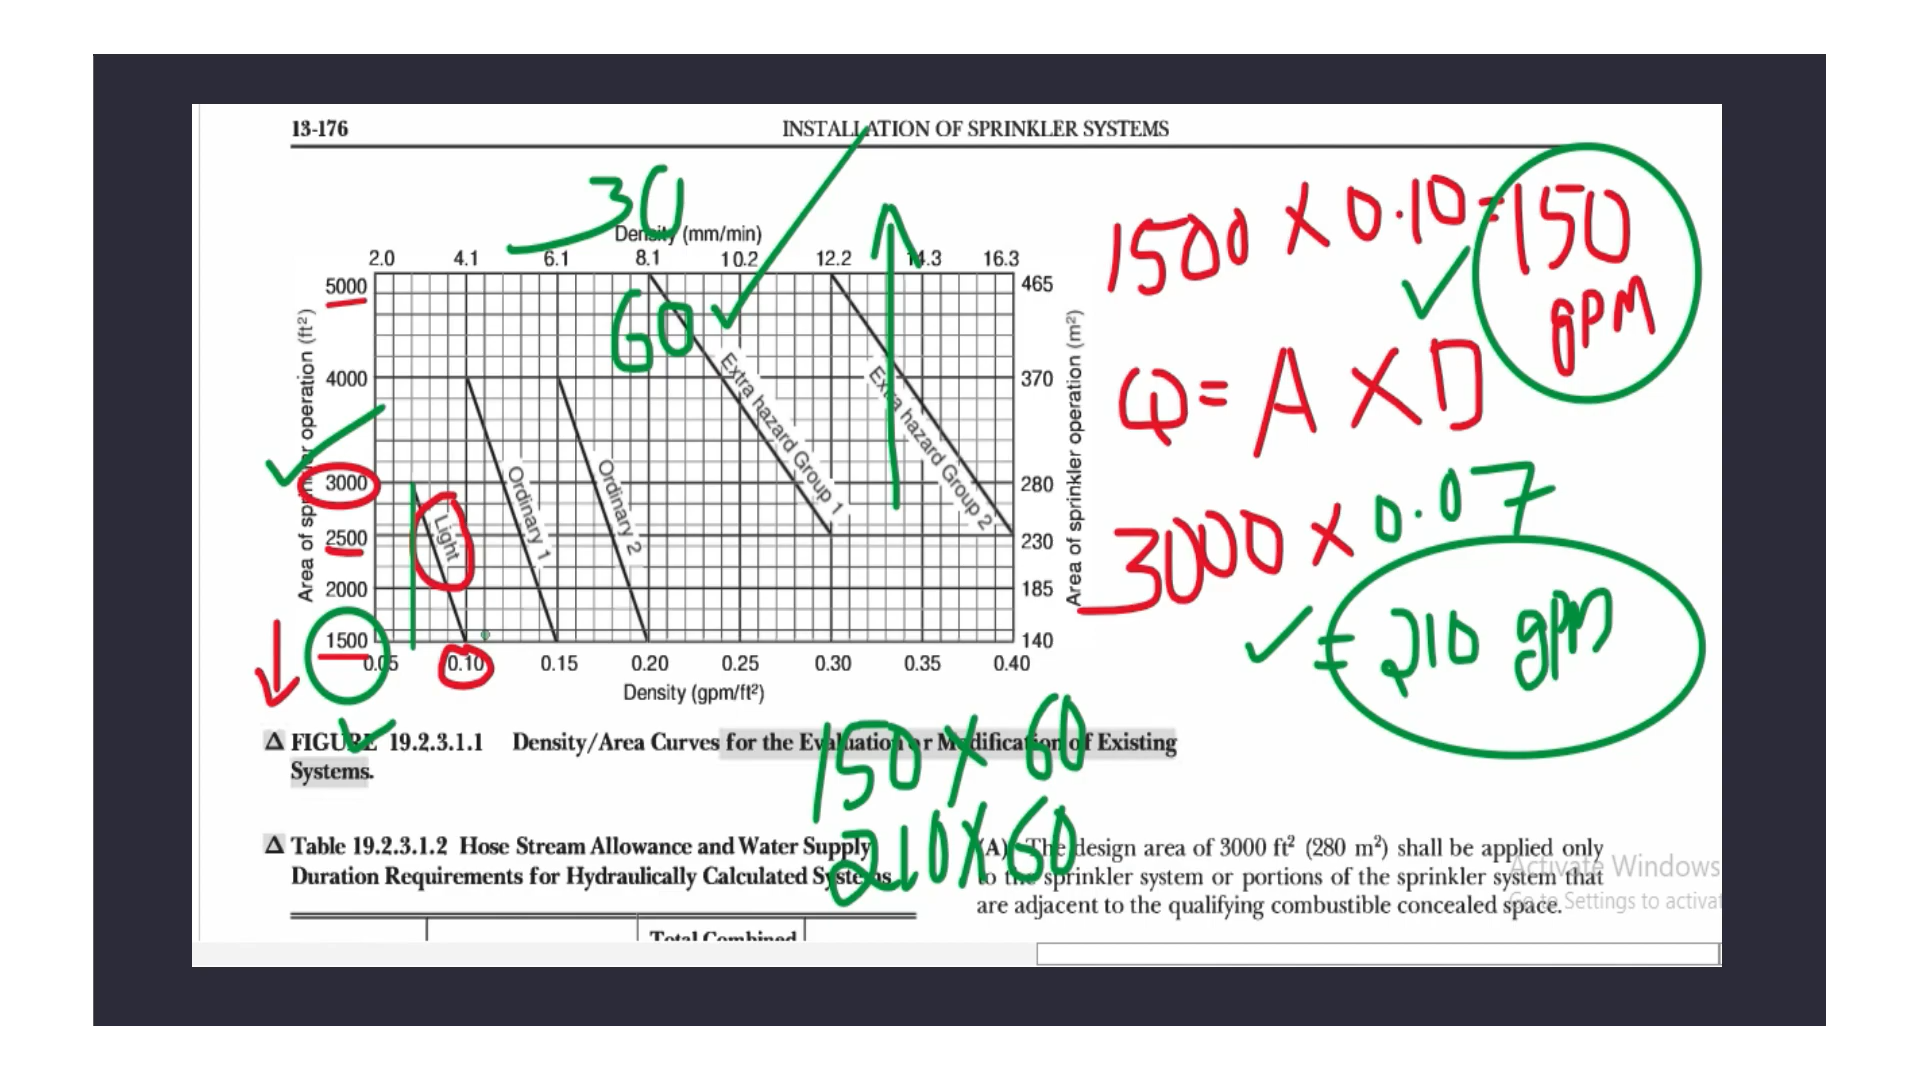 13-176 INSTALLATION OF SPRINKLER SYSTEMS
30
Density (mm/min)
2.0 4.1 6.1 8.1 10.2 12.2 14.3 16.3
Area of sprinkler operation (ft²)
5000
4000
3000
2500
2000
1500
60
Light
Ordinary 1
Ordinary 2
Extra hazard Group 1
Extra hazard Group 2
465
370
280
230
185
140
Area of sprinkler operation (m²)
0.05 0.10 0.15 0.20 0.25 0.30 0.35 0.40
Density (gpm/ft²)
1500 × 0.10 = 150
gpm
Q = A × D
3000 × 0.07
= 210 gpm
Δ FIGURE 19.2.3.1.1 Density/Area Curves for the Evaluation or Modification of Existing
Systems.
150 × 60
210 × 60
Δ Table 19.2.3.1.2 Hose Stream Allowance and Water Supply
Duration Requirements for Hydraulically Calculated Systems
Total Combined
(A) The design area of 3000 ft² (280 m²) shall be applied only
to the sprinkler system or portions of the sprinkler system that
are adjacent to the qualifying combustible concealed space.
Activate Windows
Go to Settings to activat